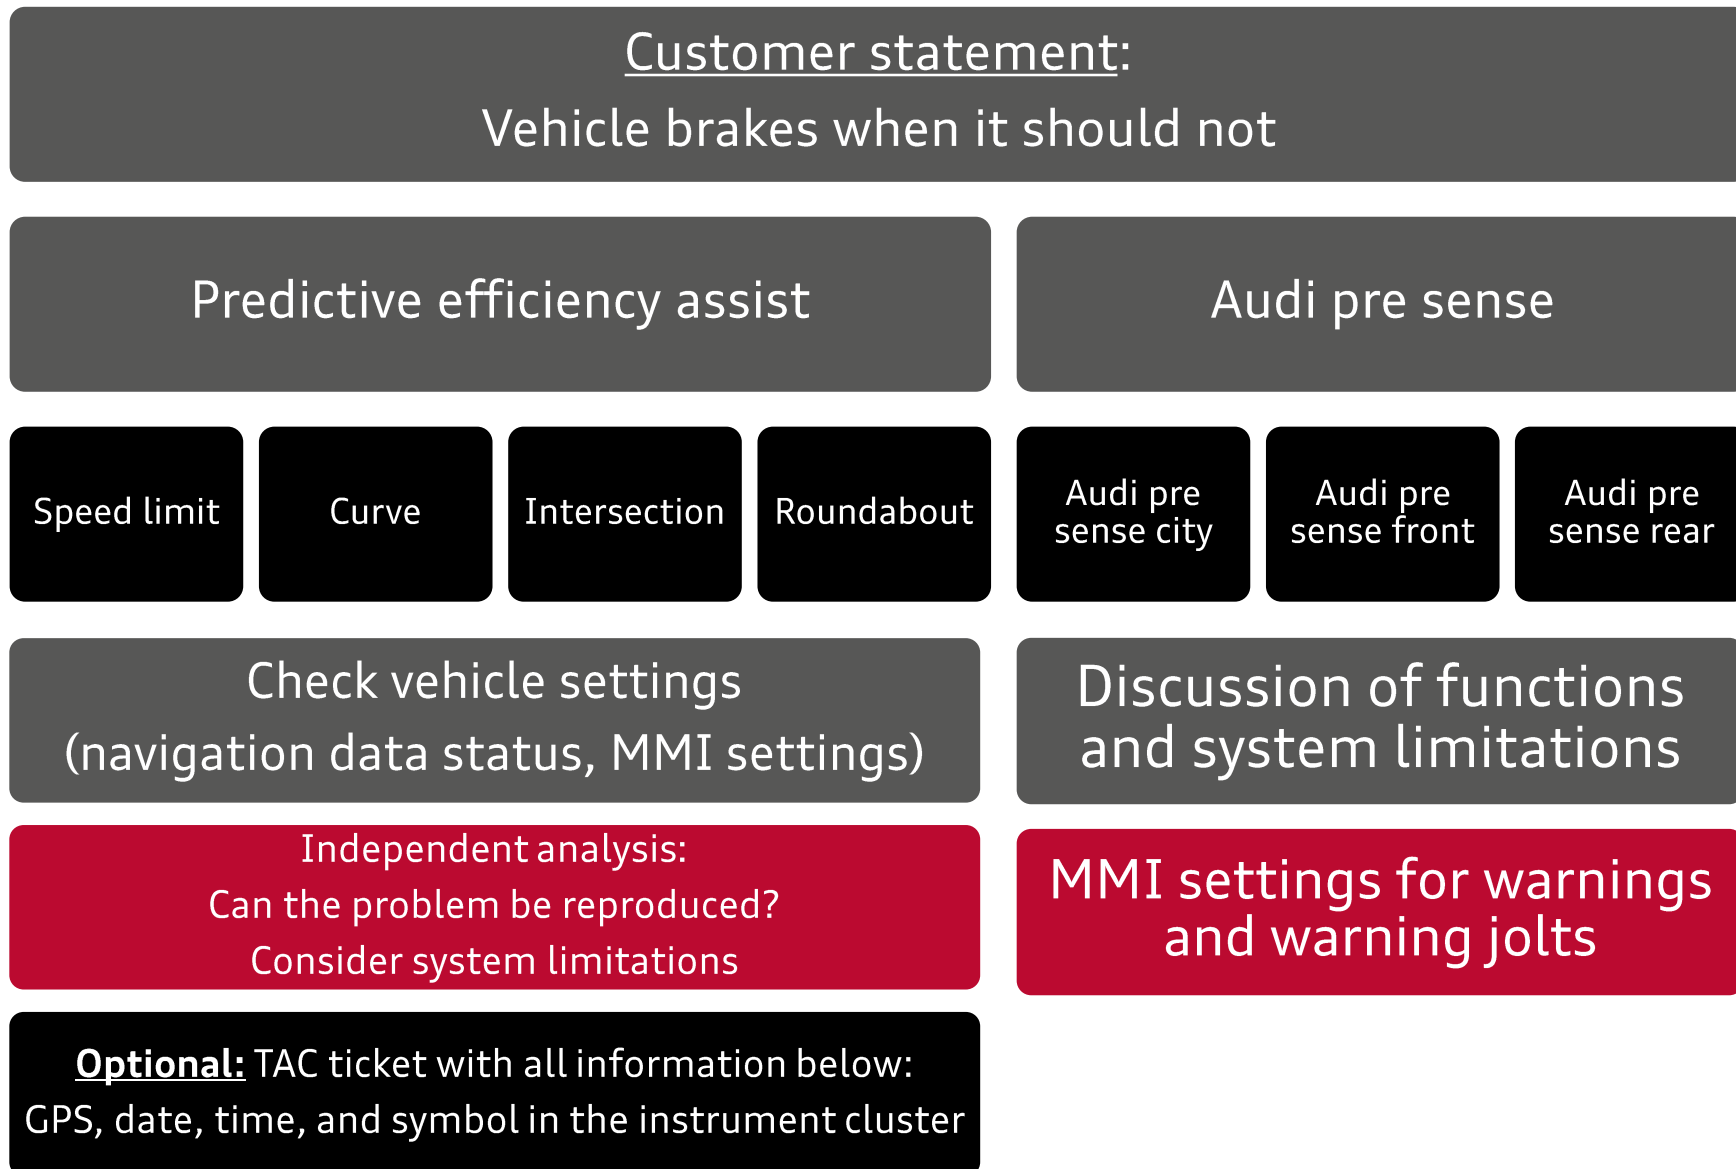 Customer statement:
Vehicle brakes when it should not
Predictive efficiency assist
Audi pre sense
Speed limit
Curve
Intersection
Roundabout
Audi pre
sense city
Audi pre
sense front
Audi pre
sense rear
Check vehicle settings
(navigation data status, MMI settings)
Discussion of functions
and system limitations
Independent analysis:
Can the problem be reproduced?
Consider system limitations
MMI settings for warnings
and warning jolts
Optional: TAC ticket with all information below:
GPS, date, time, and symbol in the instrument cluster